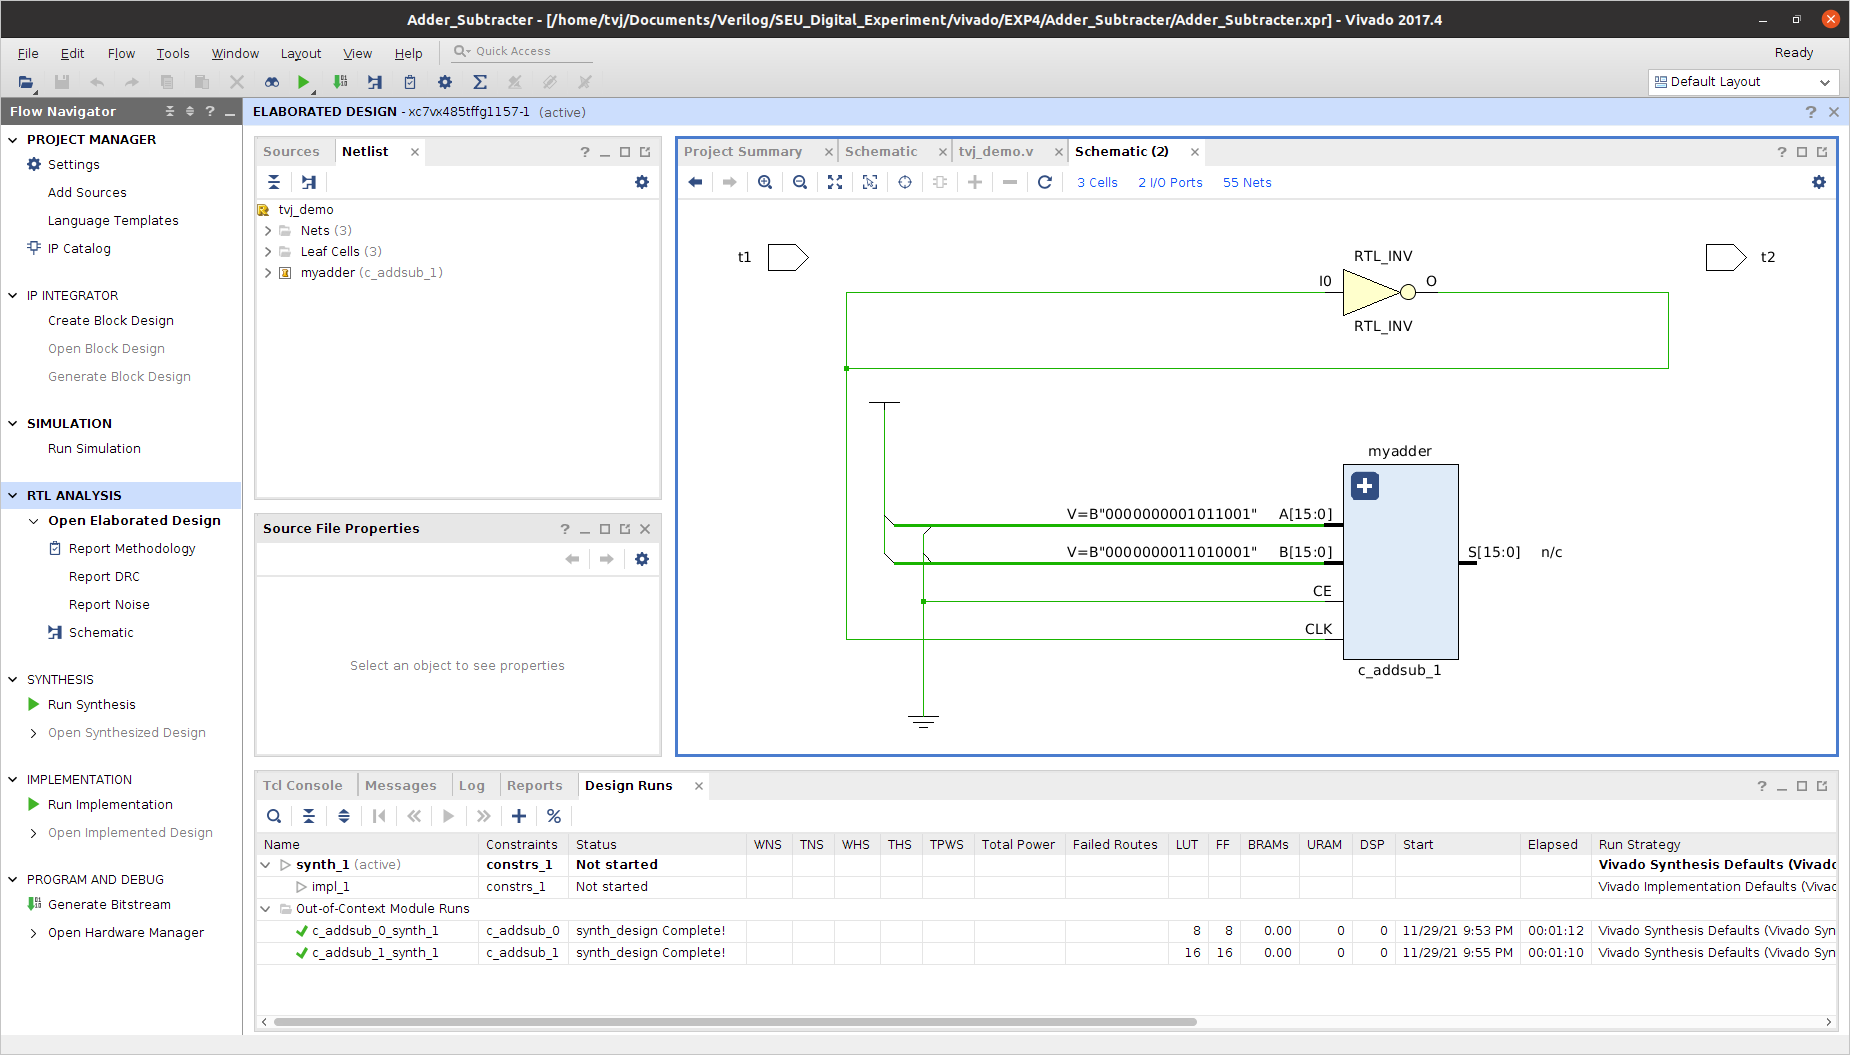 Adder_Subtracter - [/home/tvj/Documents/Verilog/SEU_Digital_Experiment/vivado/EXP4/Adder_Subtracter/Adder_Subtracter.xpr] - Vivado 2017.4
File Edit Flow Tools Window Layout View Help Quick Access Ready
Default Layout
Flow Navigator
ELABORATED DESIGN - xc7vx485tffg1157-1 (active)
PROJECT MANAGER
Settings
Add Sources
Language Templates
IP Catalog
IP INTEGRATOR
Create Block Design
Open Block Design
Generate Block Design
SIMULATION
Run Simulation
RTL ANALYSIS
Open Elaborated Design
Report Methodology
Report DRC
Report Noise
Schematic
SYNTHESIS
Run Synthesis
Open Synthesized Design
IMPLEMENTATION
Run Implementation
Open Implemented Design
PROGRAM AND DEBUG
Generate Bitstream
Open Hardware Manager
Sources Netlist
tvj_demo
Nets (3)
Leaf Cells (3)
myadder (c_addsub_1)
Source File Properties
Select an object to see properties
Project Summary Schematic tvj_demo.v Schematic (2)
3 Cells 2 I/O Ports 55 Nets
t1
RTL_INV
t2
I0 O
RTL_INV
myadder
V=B"0000000001011001" A[15:0]
V=B"0000000011010001" B[15:0] S[15:0] n/c
CE
CLK
c_addsub_1
Tcl Console Messages Log Reports Design Runs
Name Constraints Status WNS TNS WHS THS TPWS Total Power Failed Routes LUT FF BRAMs URAM DSP Start Elapsed Run Strategy
synth_1 (active) constrs_1 Not started Vivado Synthesis Defaults (Vivado
impl_1 constrs_1 Not started Vivado Implementation Defaults (Vivac
Out-of-Context Module Runs
c_addsub_0_synth_1 c_addsub_0 synth_design Complete! 8 8 0.00 0 0 11/29/21 9:53 PM 00:01:12 Vivado Synthesis Defaults (Vivado Syn
c_addsub_1_synth_1 c_addsub_1 synth_design Complete! 16 16 0.00 0 0 11/29/21 9:55 PM 00:01:10 Vivado Synthesis Defaults (Vivado Syn